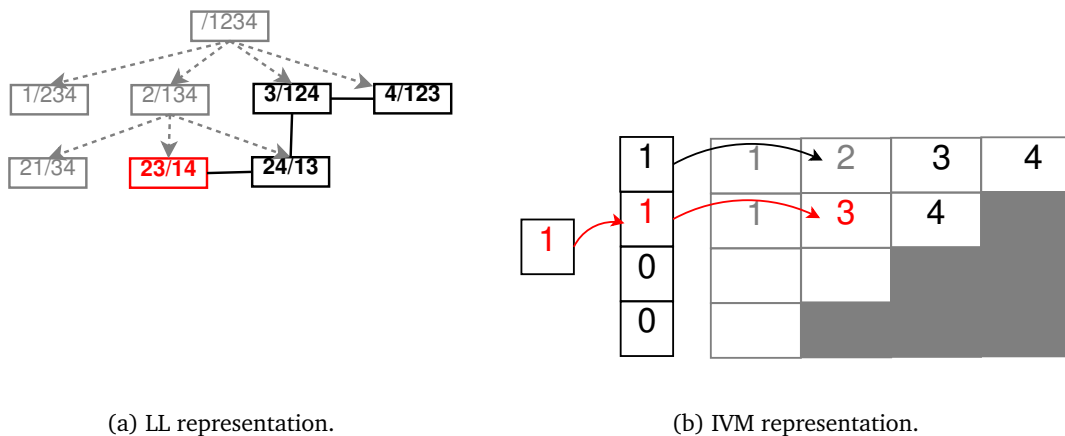 /1234
1/234 2/134 3/124 4/123
21/34 23/14 24/13
1 1 2 3 4
1 1 1 3 4
0
0
(a) LL representation.
(b) IVM representation.